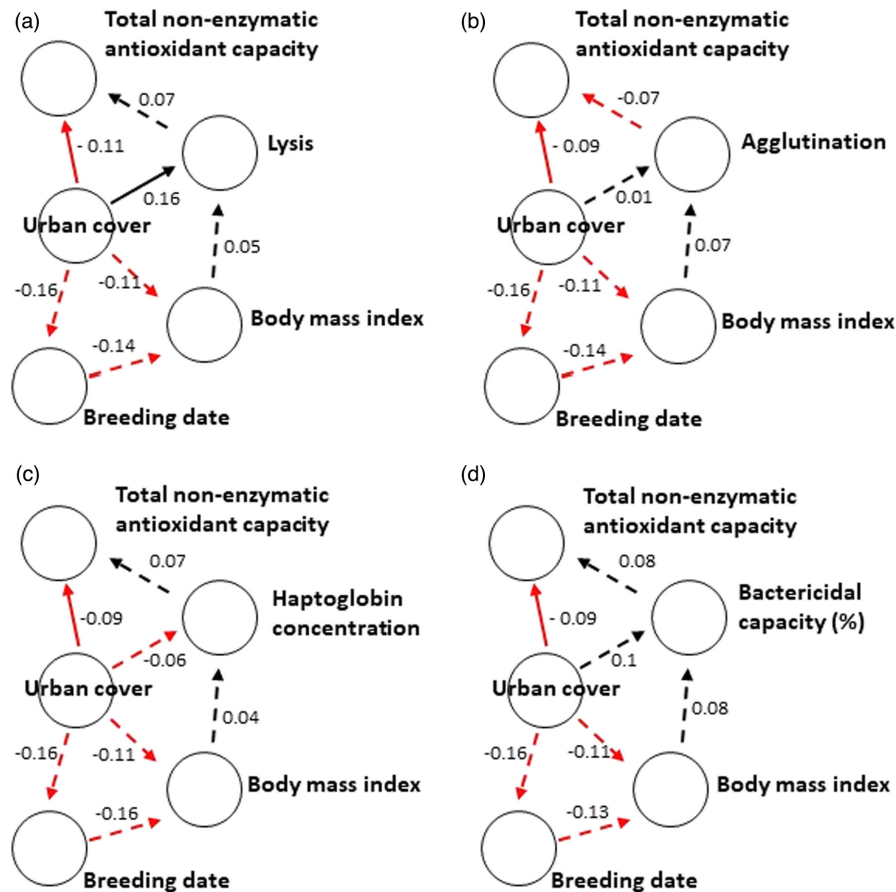 (a)
Total non-enzymatic
antioxidant capacity
0.07
- 0.11
Lysis
0.16
Urban cover
0.05
-0.16
-0.11
Body mass index
-0.14
Breeding date
(b)
Total non-enzymatic
antioxidant capacity
-0.07
- 0.09
Agglutination
0.01
Urban cover
0.07
-0.16
-0.11
Body mass index
-0.14
Breeding date
(c)
Total non-enzymatic
antioxidant capacity
0.07
-0.09
Haptoglobin
concentration
-0.06
Urban cover
0.04
-0.16
-0.11
Body mass index
-0.16
Breeding date
(d)
Total non-enzymatic
antioxidant capacity
0.08
- 0.09
Bactericidal
capacity (%)
0.1
Urban cover
0.08
-0.16
-0.11
Body mass index
-0.13
Breeding date